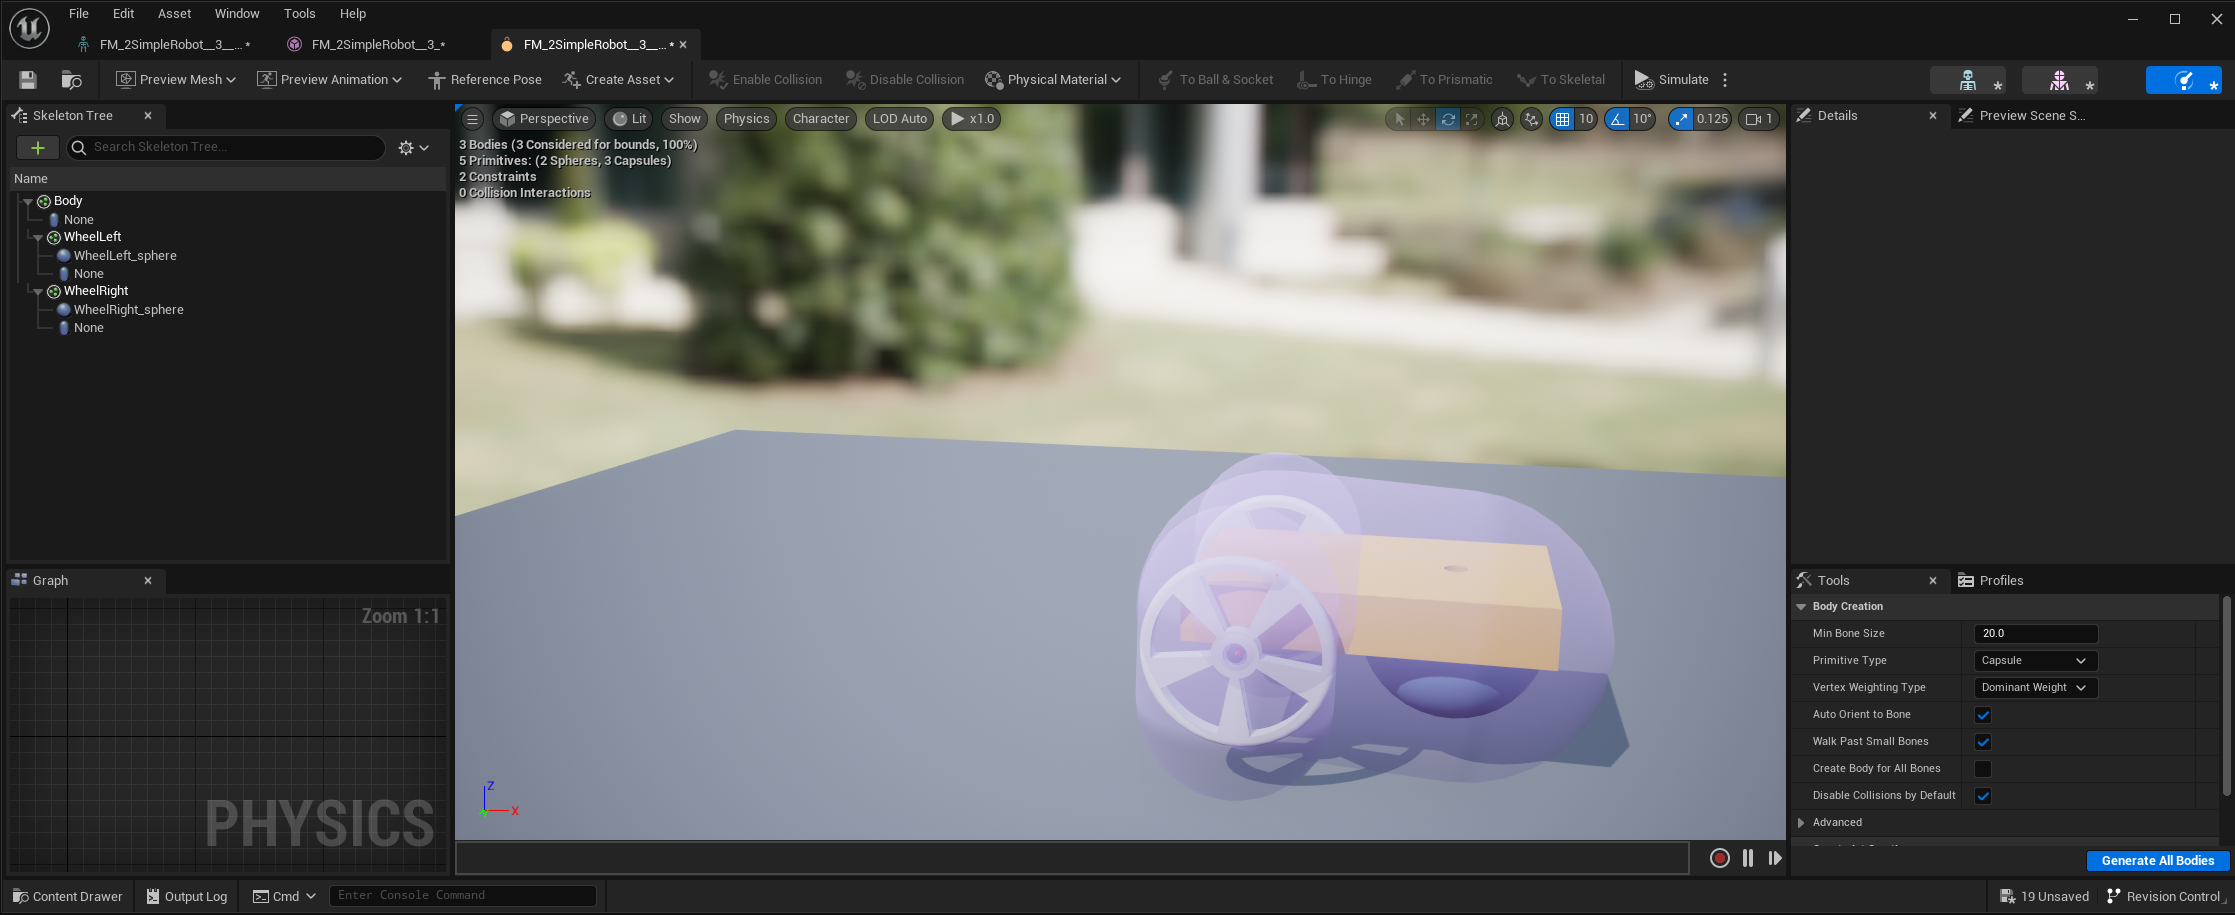 File Edit Asset Window Tools Help
FM_2SimpleRobot__3__...* FM_2SimpleRobot__3_* FM_2SimpleRobot__3__...*
Preview Mesh Preview Animation Reference Pose Create Asset Enable Collision Disable Collision Physical Material To Ball & Socket To Hinge To Prismatic To Skeletal Simulate
Skeleton Tree
Search Skeleton Tree...
Name
Body
None
WheelLeft
WheelLeft_sphere
None
WheelRight
WheelRight_sphere
None
Graph
Zoom 1:1
PHYSICS
Perspective Lit Show Physics Character LOD Auto x1.0 10 10° 0.125 1
3 Bodies (3 Considered for bounds, 100%)
5 Primitives: (2 Spheres, 3 Capsules)
2 Constraints
0 Collision Interactions
Z
X
Details Preview Scene S...
Tools Profiles
Body Creation
Min Bone Size 20.0
Primitive Type Capsule
Vertex Weighting Type Dominant Weight
Auto Orient to Bone
Walk Past Small Bones
Create Body for All Bones
Disable Collisions by Default
Advanced
Generate All Bodies
Content Drawer Output Log Cmd Enter Console Command 19 Unsaved Revision Control